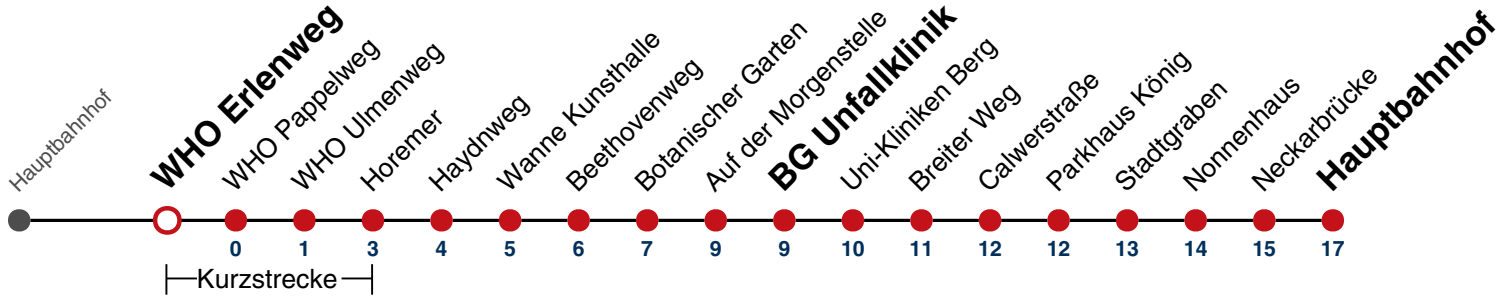 Hauptbahnhof
WHO Erlenweg
WHO Pappelweg
WHO Ulmenweg
Horemer
Haydnweg
Wanne Kunsthalle
Beethovenweg
Botanischer Garten
Auf der Morgenstelle
BG Unfallklinik
Uni-Kliniken Berg
Breiter Weg
Calwerstraße
Parkhaus König
Stadtgraben
Nonnenhaus
Neckarbrücke
Hauptbahnhof
0 1 3 4 5 6 7 9 9 10 11 12 12 13 14 15 17
Kurzstrecke